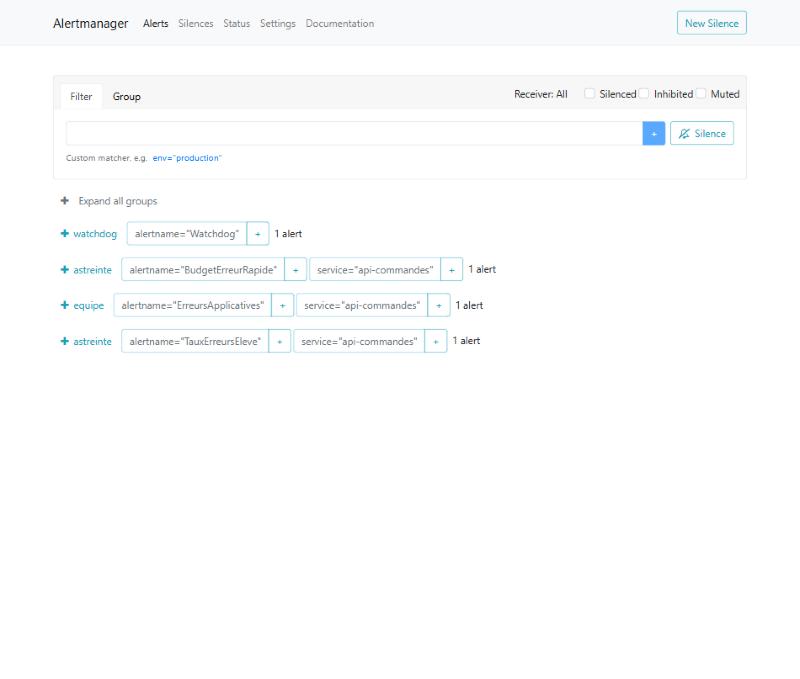 Alertmanager Alerts Silences Status Settings Documentation New Silence
Filter Group Receiver: All Silenced Inhibited Muted
+ Silence
Custom matcher, e.g. env="production"
+ Expand all groups
+ watchdog alertname="Watchdog" + 1 alert
+ astreinte alertname="BudgetErreurRapide" + service="api-commandes" + 1 alert
+ equipe alertname="ErreursApplicatives" + service="api-commandes" + 1 alert
+ astreinte alertname="TauxErreursEleve" + service="api-commandes" + 1 alert